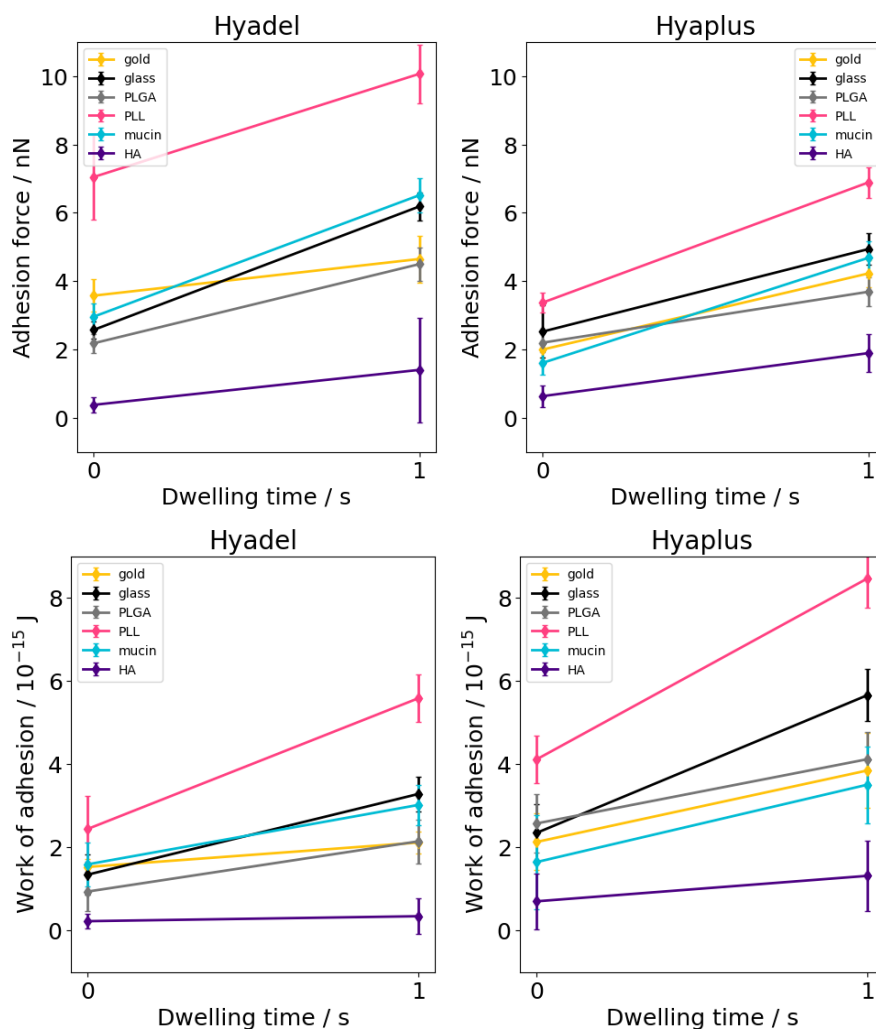 Hyadel
Adhesion force / nN
10
8
6
4
2
0
gold
glass
PLGA
PLL
mucin
HA
0 1
Dwelling time / s
Hyaplus
Adhesion force / nN
10
8
6
4
2
0
gold
glass
PLGA
PLL
mucin
HA
0 1
Dwelling time / s
Hyadel
Work of adhesion / 10⁻¹⁵ J
8
6
4
2
0
gold
glass
PLGA
PLL
mucin
HA
0 1
Dwelling time / s
Hyaplus
Work of adhesion / 10⁻¹⁵ J
8
6
4
2
0
gold
glass
PLGA
PLL
mucin
HA
0 1
Dwelling time / s